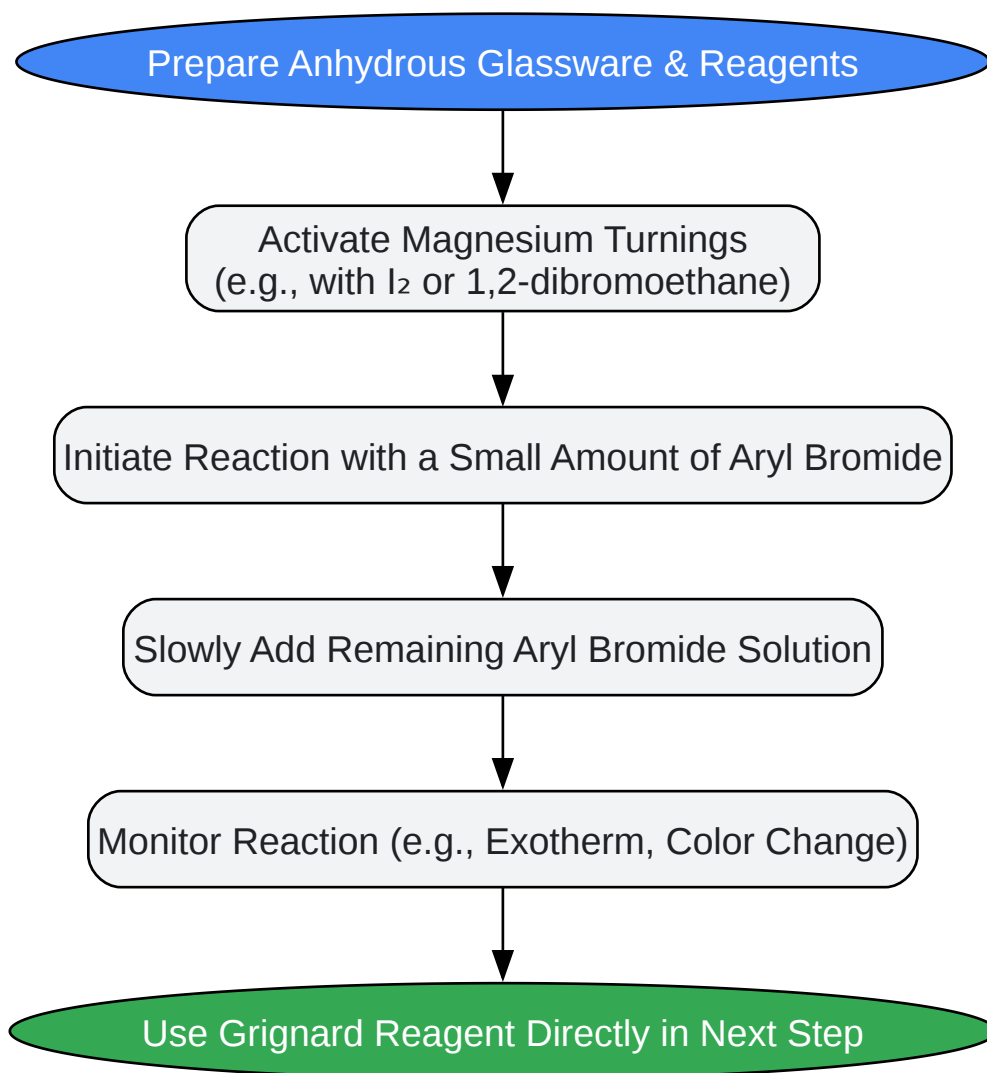 Prepare Anhydrous Glassware & Reagents
Activate Magnesium Turnings
(e.g., with I₂ or 1,2-dibromoethane)
Initiate Reaction with a Small Amount of Aryl Bromide
Slowly Add Remaining Aryl Bromide Solution
Monitor Reaction (e.g., Exotherm, Color Change)
Use Grignard Reagent Directly in Next Step